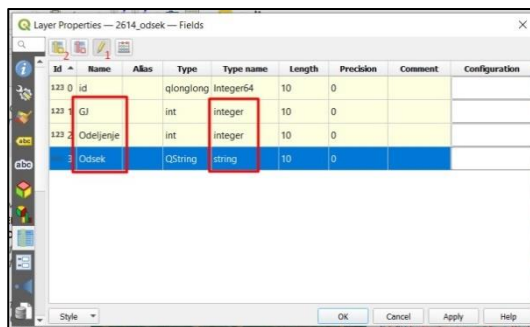 Layer Properties — 2614_odsek — Fields
2 1
Id Name Alias Type Type name Length Precision Comment Configuration
123 0 id qlonglong Integer64 10 0
123 1 GJ int integer 10 0
123 2 Odeljenje int integer 10 0
3 Odsek QString string 10 0
abc
abc
Style OK Cancel Apply Help